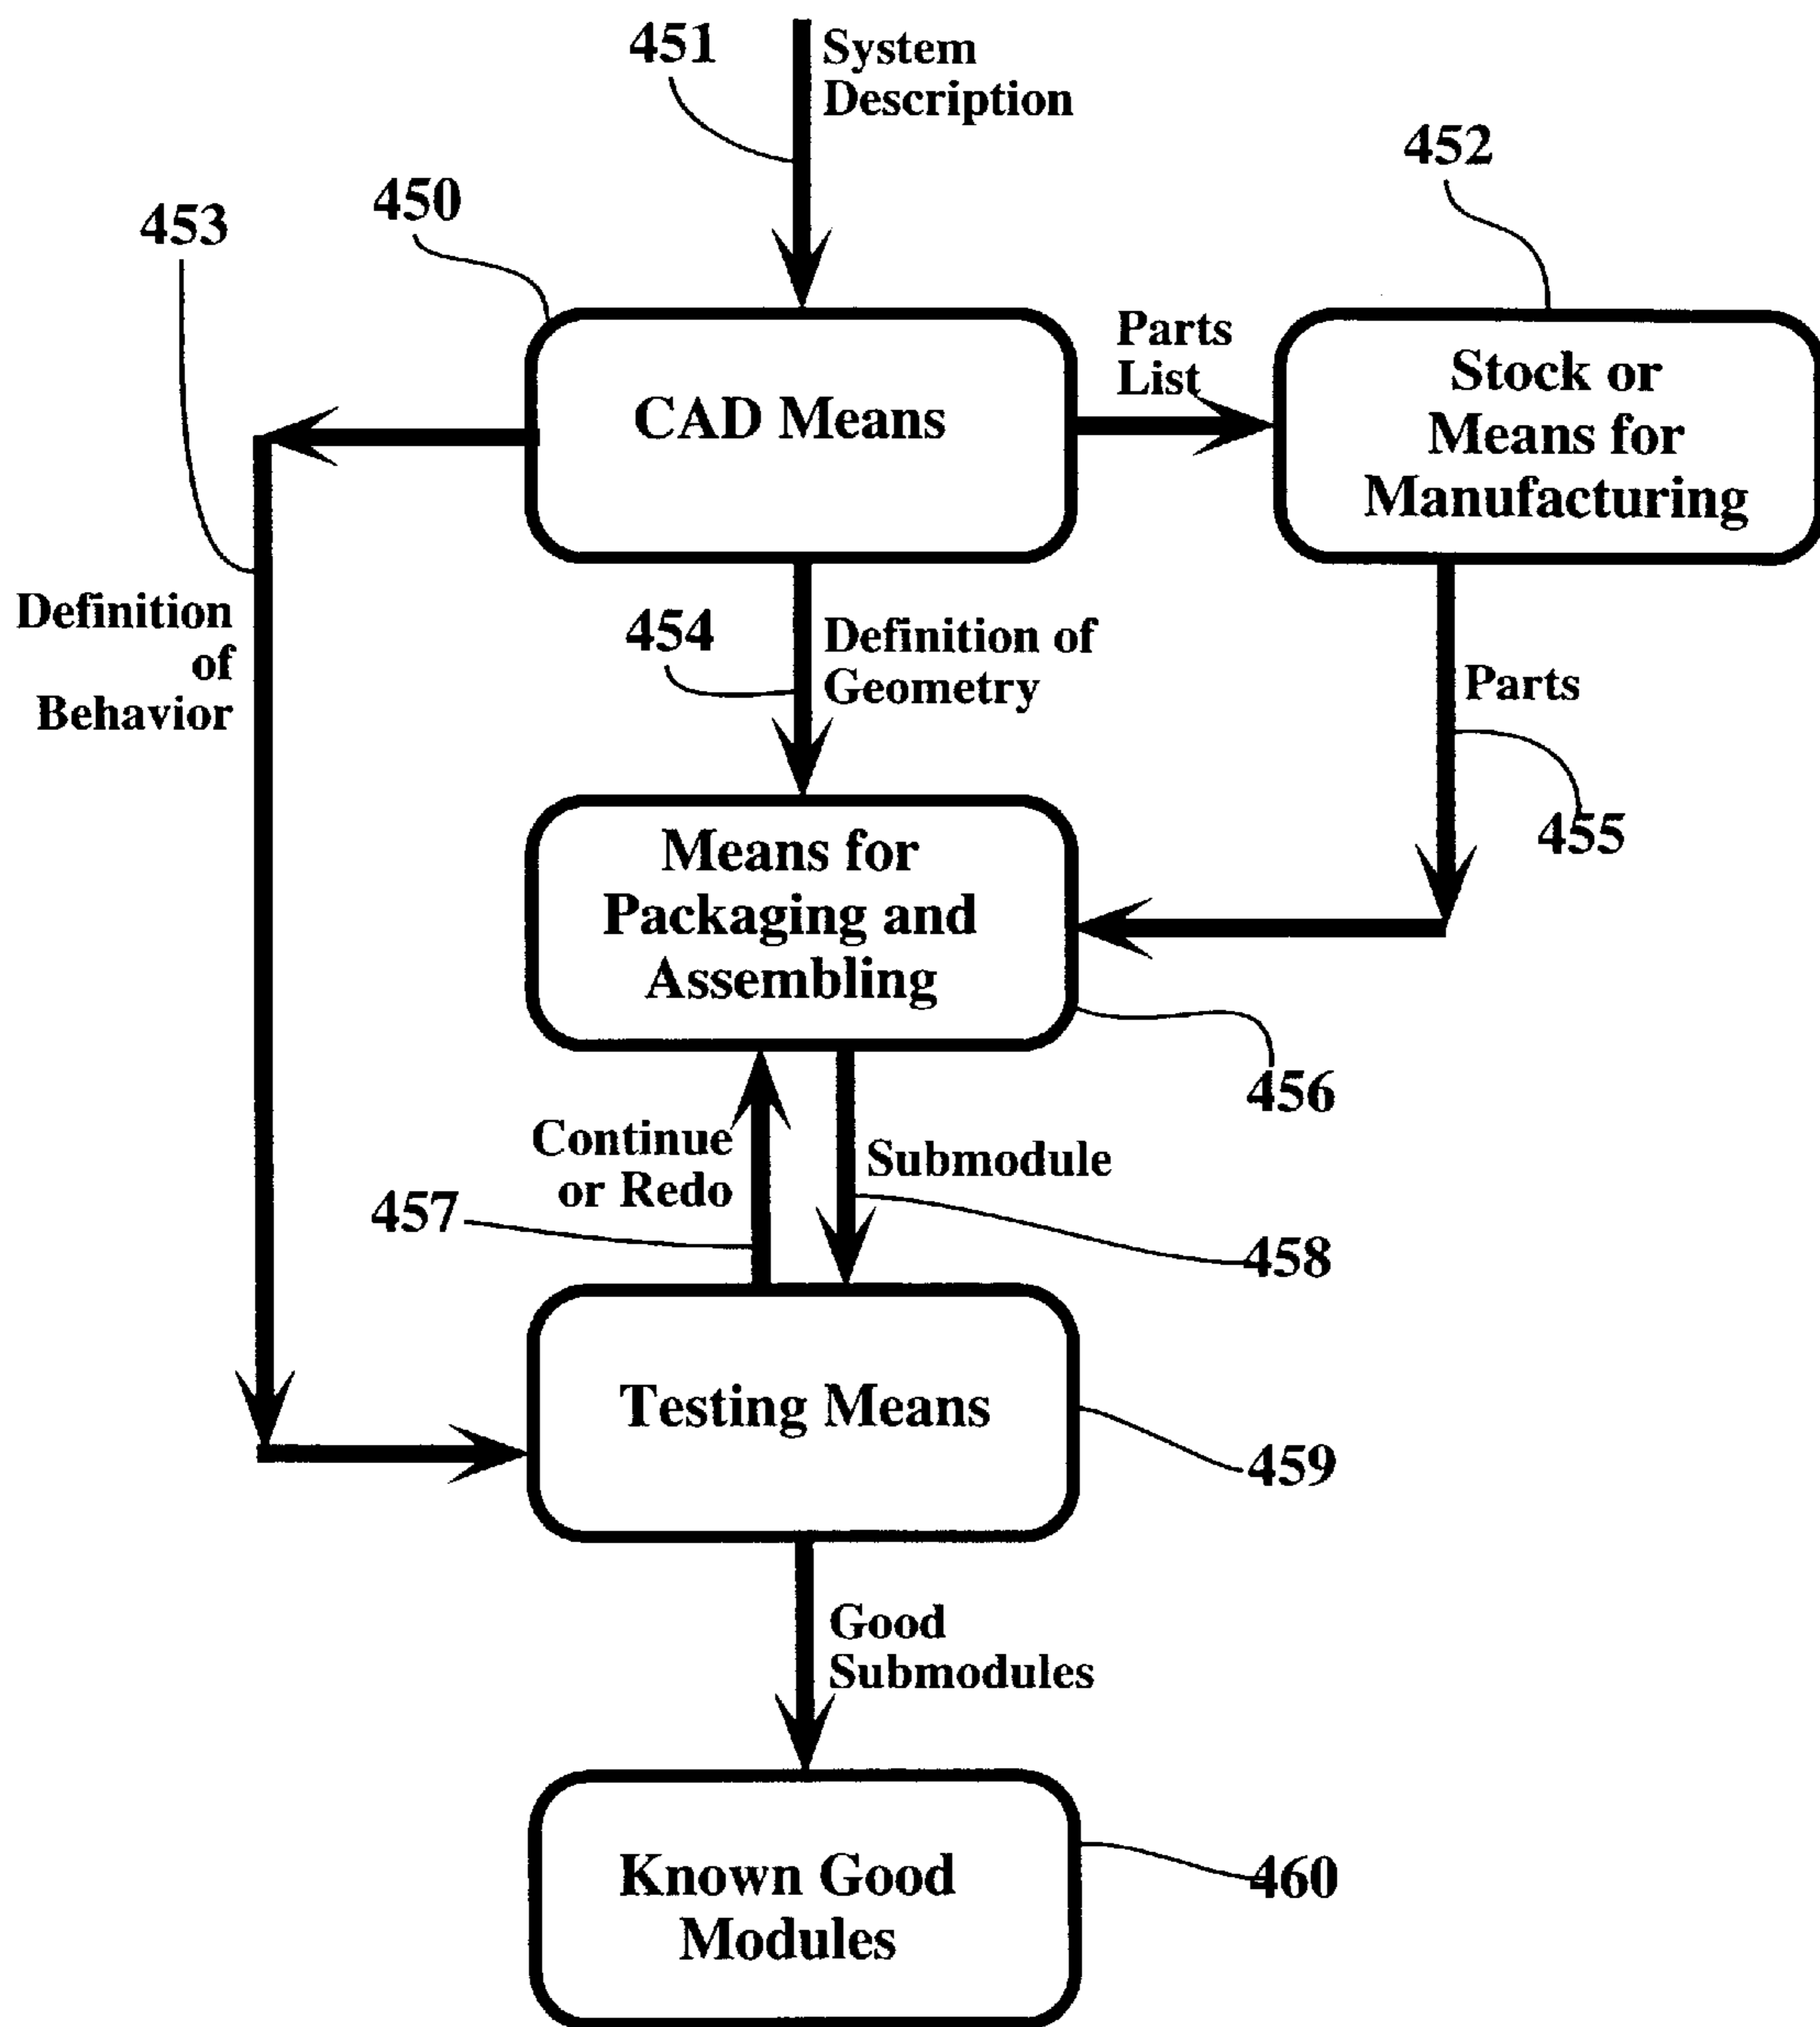 451
System
Description
452
450
453
CAD Means
Parts
List
Stock or
Means for
Manufacturing
Definition
of
Behavior
454
Definition of
Geometry
Parts
455
Means for
Packaging and
Assembling
456
Continue
or Redo
Submodule
457
458
Testing Means
459
Good
Submodules
Known Good
Modules
460